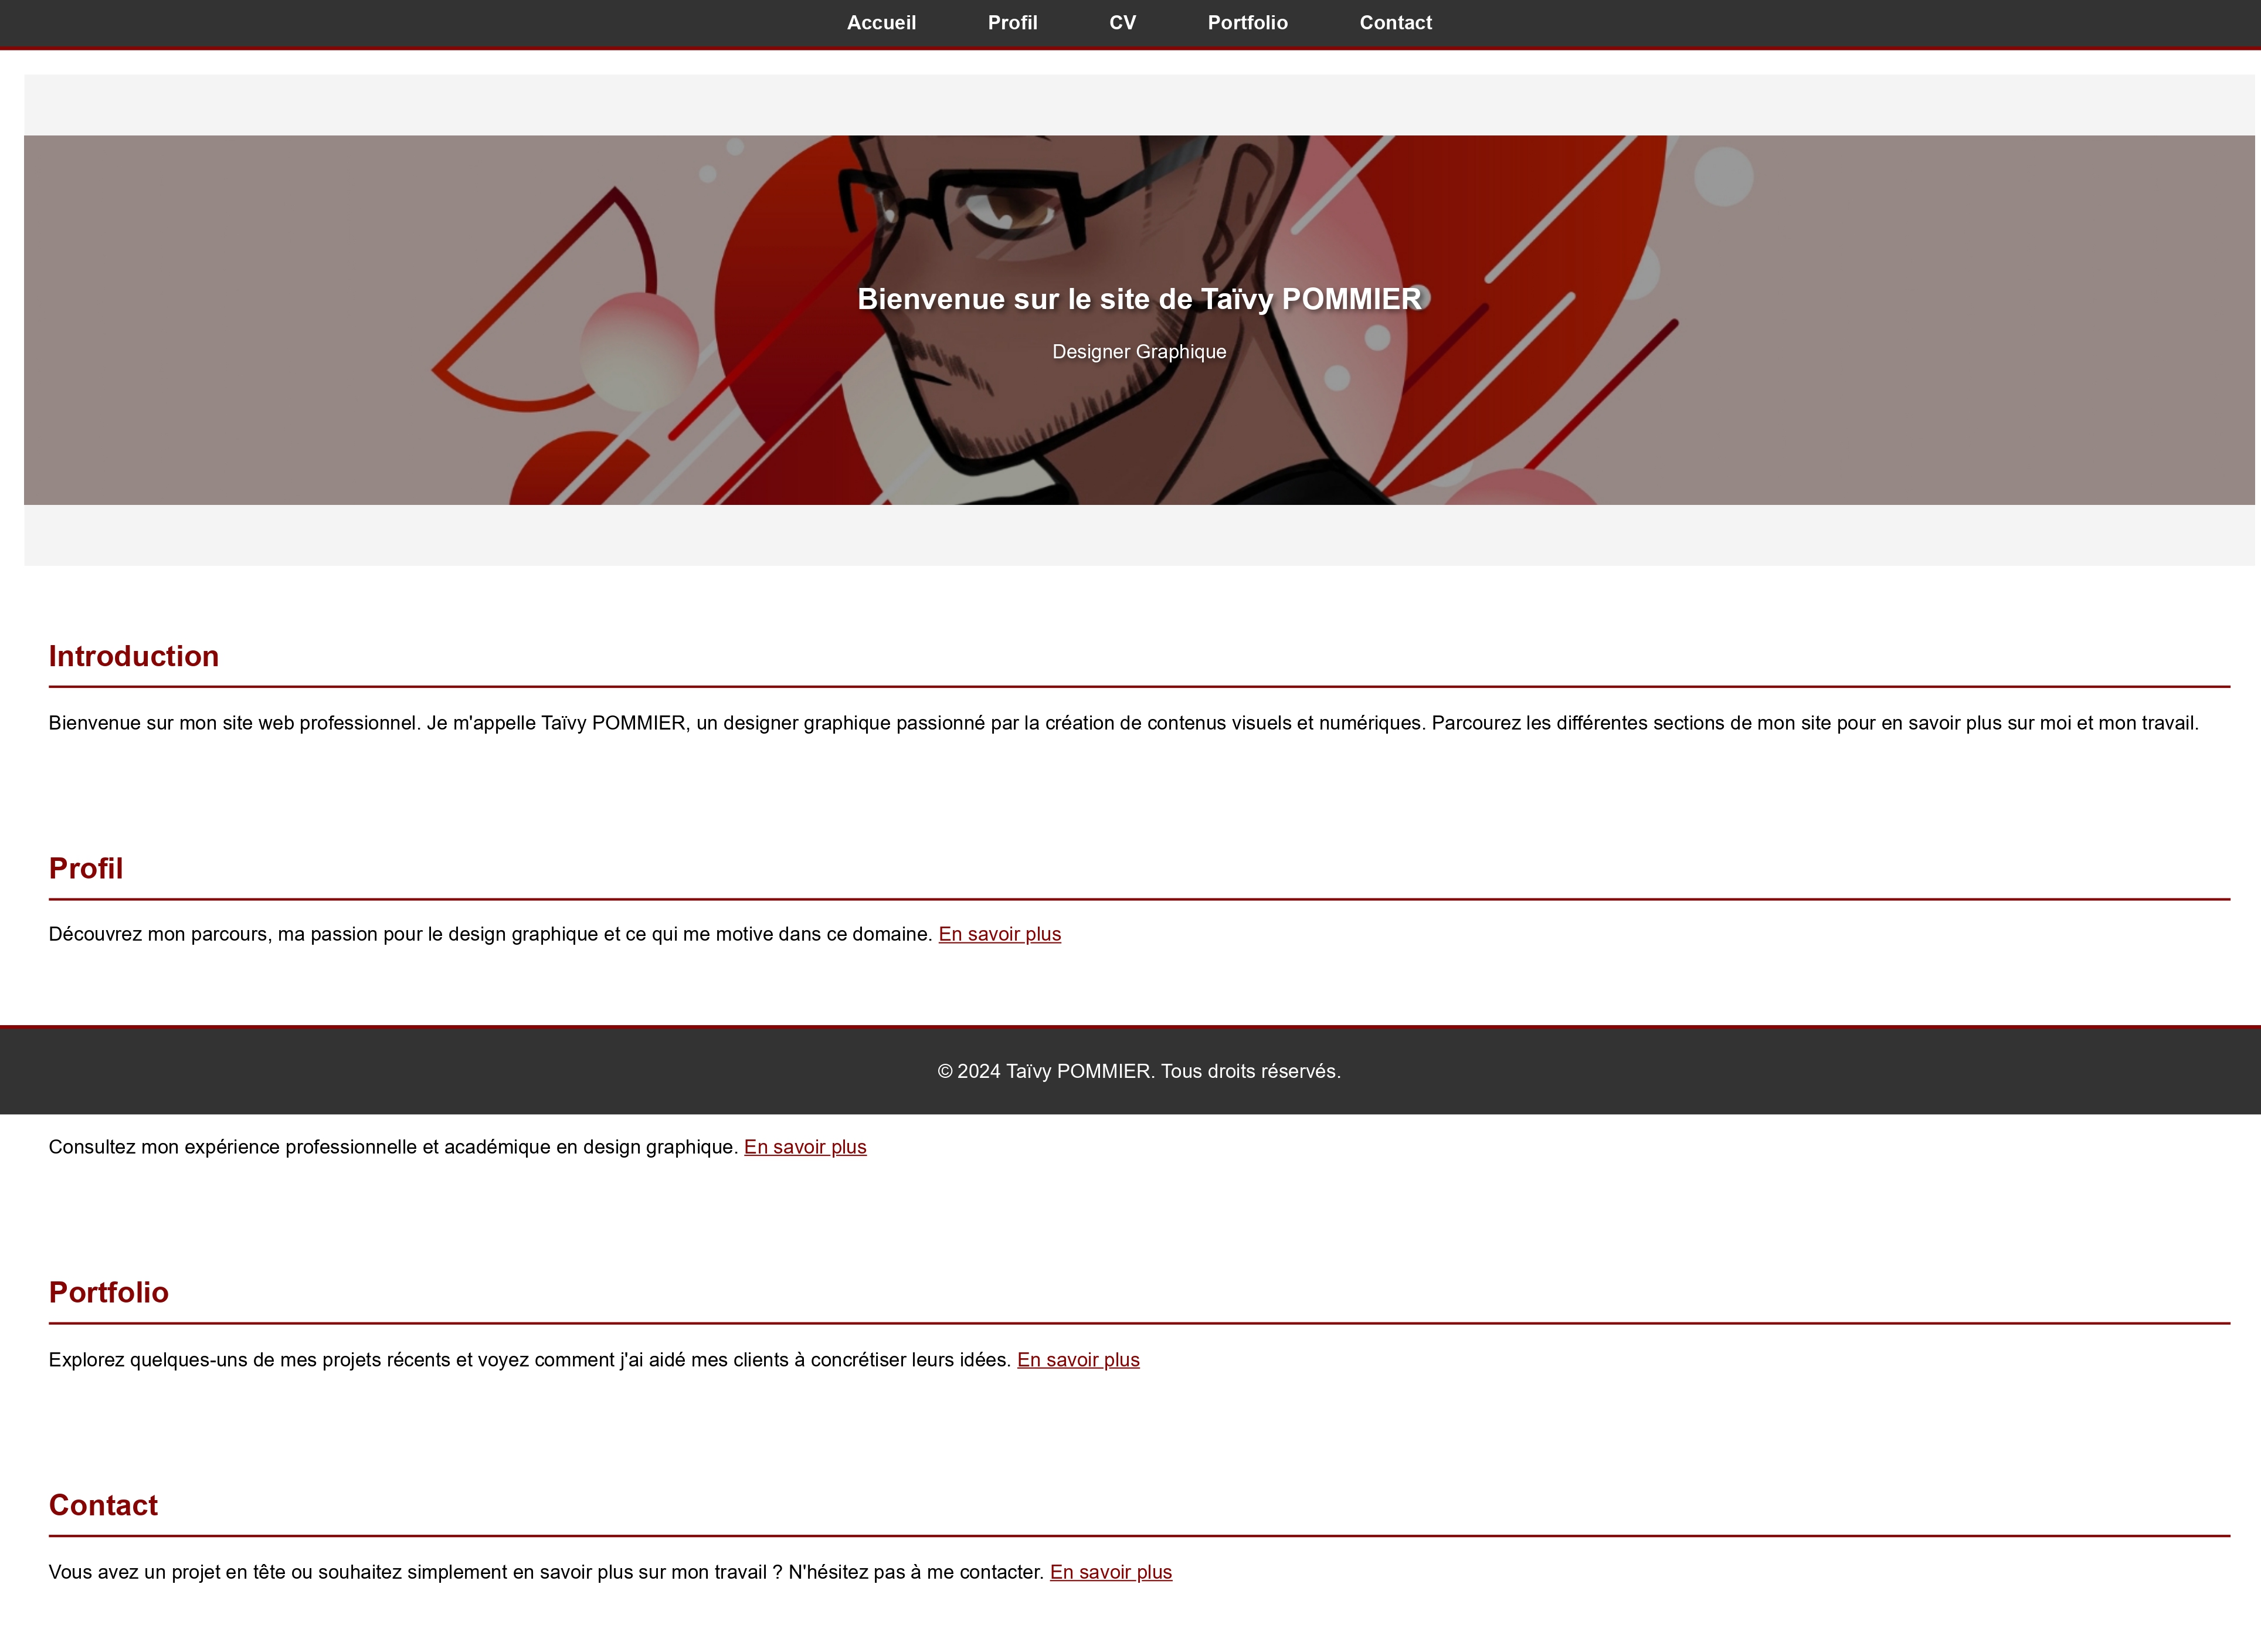 Accueil Profil CV Portfolio Contact
Bienvenue sur le site de Taïvy POMMIER
Designer Graphique
Introduction
Bienvenue sur mon site web professionnel. Je m'appelle Taïvy POMMIER, un designer graphique passionné par la création de contenus visuels et numériques. Parcourez les différentes sections de mon site pour en savoir plus sur moi et mon travail.
Profil
Découvrez mon parcours, ma passion pour le design graphique et ce qui me motive dans ce domaine. En savoir plus
© 2024 Taïvy POMMIER. Tous droits réservés.
Consultez mon expérience professionnelle et académique en design graphique. En savoir plus
Portfolio
Explorez quelques-uns de mes projets récents et voyez comment j'ai aidé mes clients à concrétiser leurs idées. En savoir plus
Contact
Vous avez un projet en tête ou souhaitez simplement en savoir plus sur mon travail ? N'hésitez pas à me contacter. En savoir plus